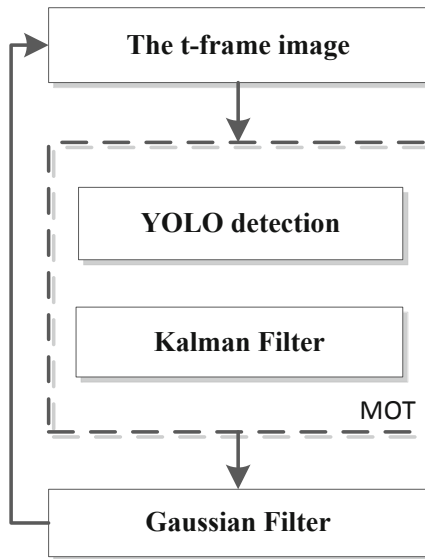 The t-frame image
YOLO detection
Kalman Filter
MOT
Gaussian Filter